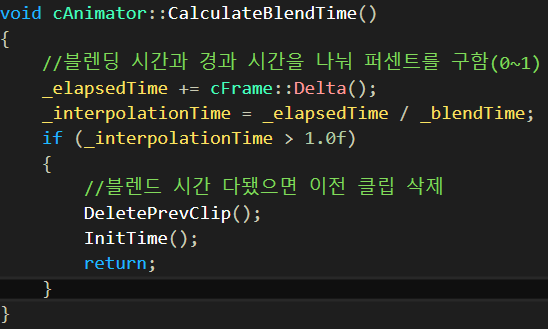 void cAnimator::CalculateBlendTime()
{
//블렌딩 시간과 경과 시간을 나눠 퍼센트를 구함(0~1)
_elapsedTime += cFrame::Delta();
_interpolationTime = _elapsedTime / _blendTime;
if (_interpolationTime > 1.0f)
{
//블렌드 시간 다됐으면 이전 클립 삭제
DeletePrevClip();
InitTime();
return;
}
}